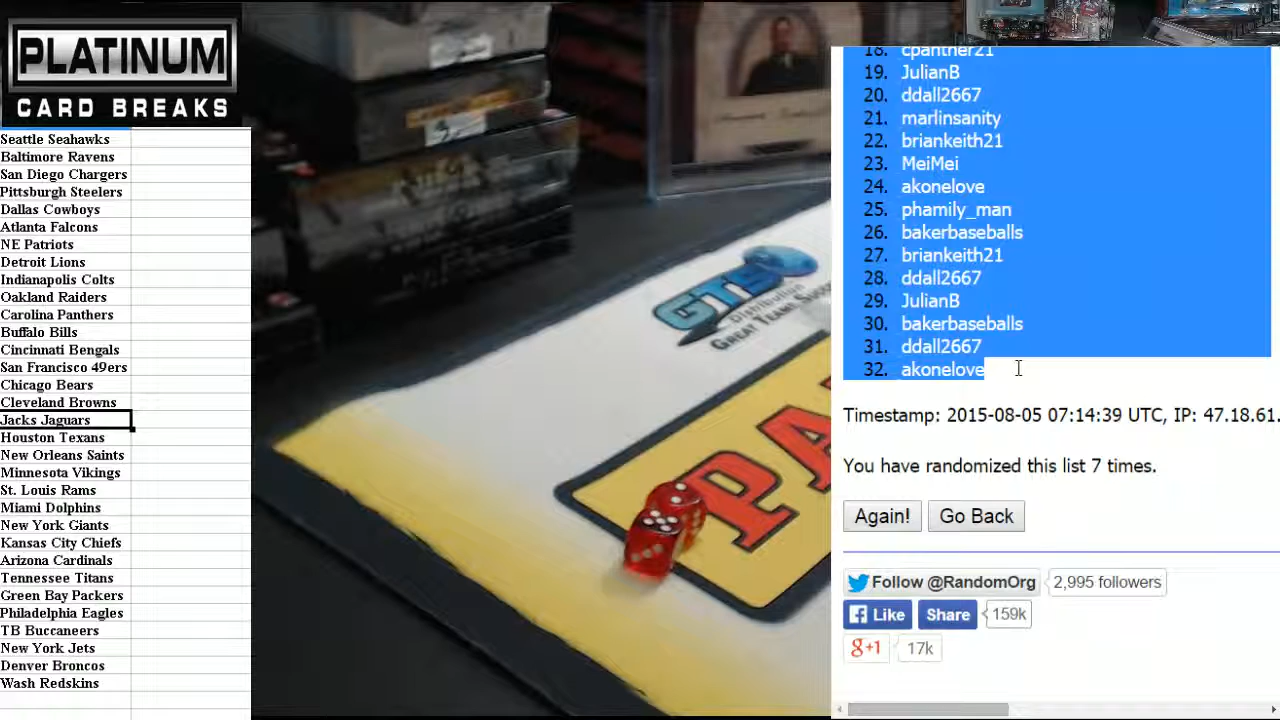 PLATINUM
CARD BREAKS
Seattle Seahawks
Baltimore Ravens
San Diego Chargers
Pittsburgh Steelers
Dallas Cowboys
Atlanta Falcons
NE Patriots
Detroit Lions
Indianapolis Colts
Oakland Raiders
Carolina Panthers
Buffalo Bills
Cincinnati Bengals
San Francisco 49ers
Chicago Bears
Cleveland Browns
Jacks Jaguars
Houston Texans
New Orleans Saints
Minnesota Vikings
St. Louis Rams
Miami Dolphins
New York Giants
Kansas City Chiefs
Arizona Cardinals
Tennessee Titans
Green Bay Packers
Philadelphia Eagles
TB Buccaneers
New York Jets
Denver Broncos
Wash Redskins
GTS
Distribution
PA
18. cpanther21
19. JulianB
20. ddall2667
21. marlinsanity
22. briankeith21
23. MeiMei
24. akonelove
25. phamily_man
26. bakerbaseballs
27. briankeith21
28. ddall2667
29. JulianB
30. bakerbaseballs
31. ddall2667
32. akonelove
Timestamp: 2015-08-05 07:14:39 UTC, IP: 47.18.61.
You have randomized this list 7 times.
Again! Go Back
Follow @RandomOrg 2,995 followers
Like Share 159k
g+1 17k